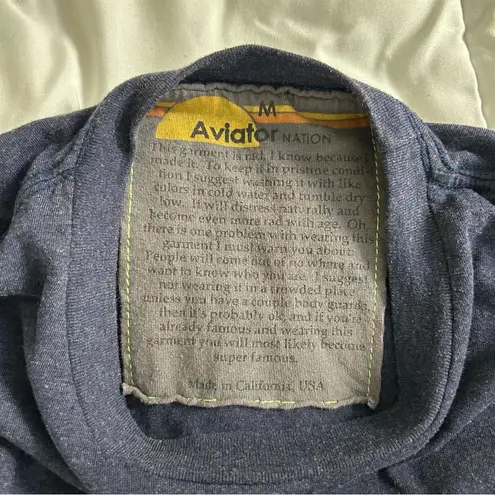 M
Aviator NATION
This garment is rad, I know because I
made it. To keep it in pristine condi-
tion I suggest washing it with like
colors in cold water and tumble dry
low. It will distress naturally and
become even more rad with age. Oh,
there is one problem with wearing this
garment I must warn you about.
People will come out of no where and
want to know who you are. I suggest
not wearing it in a crowded place
unless you have a couple body guards,
then it's probably ok, and if you're
already famous and wearing this
garment you will most likely become
super famous.
Made in California, USA